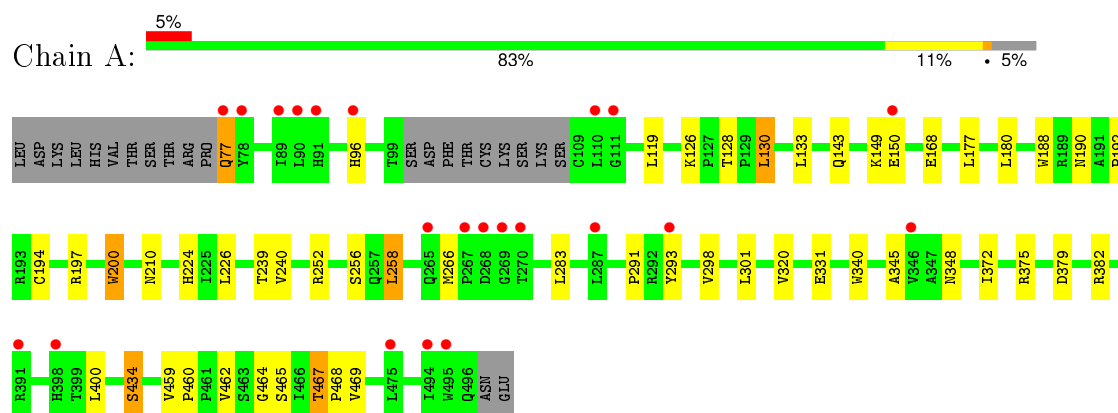 5%
Chain A:
83% 11% • 5%
LEU ASP LYS LEU HIS VAL THR SER THR ARG PRO Q77 Y78 I89 L90 H91 H96 T99 SER ASP PHE THR CYS LYS SER LYS SER C109 L110 G111 L119 K126 P127 T128 P129 L130 L133 Q143 K149 E150 E168 L177 L180 W188 E189 N190 A191 P192
R193 C194 R197 W200 N210 H224 I225 L226 T239 V240 R252 S256 Q257 L258 Q265 M266 P267 D268 G269 T270 L283 L287 P291 R292 Y293 V298 L301 V320 E331 W340 A345 V346 A347 N348 I372 R375 D379 R382
R391 H398 T399 L400 S434 V459 P460 P461 V462 S463 G464 S465 I466 T467 P468 V469 L475 I494 W495 Q496 ASN GLU